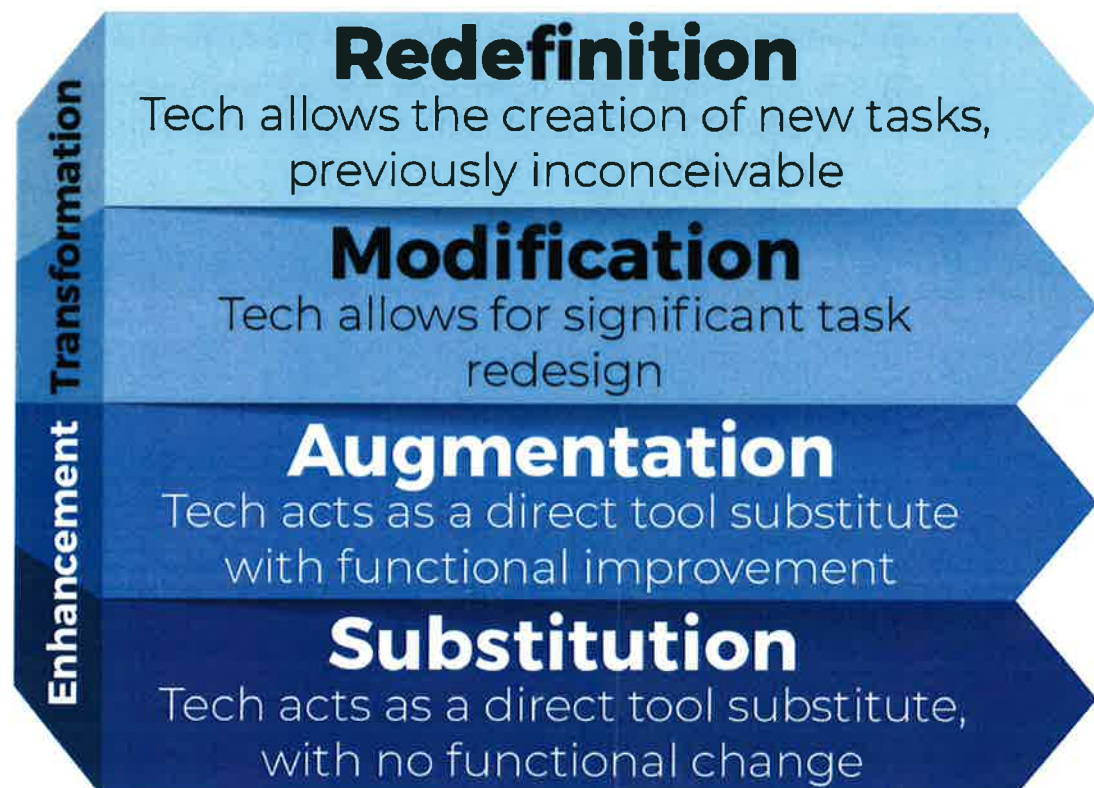 Redefinition
Tech allows the creation of new tasks,
previously inconceivable
Modification
Tech allows for significant task
redesign
Augmentation
Tech acts as a direct tool substitute
with functional improvement
Substitution
Tech acts as a direct tool substitute,
with no functional change
Transformation
Enhancement